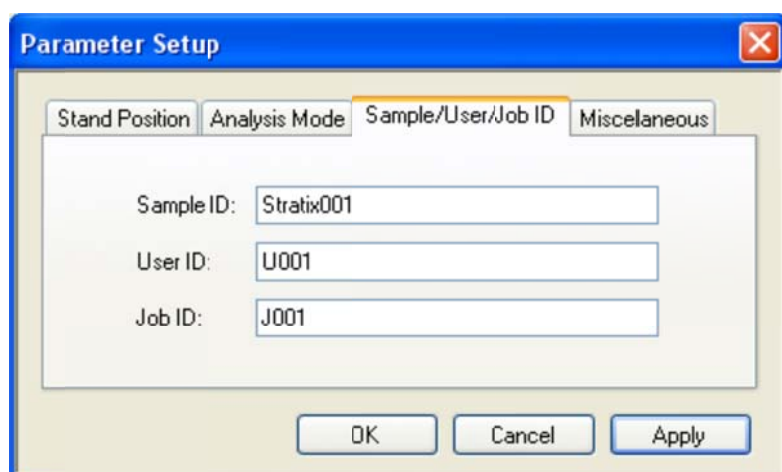 Parameter Setup
Stand Position Analysis Mode Sample/User/Job ID Miscellaneous
Sample ID: Stratix001
User ID: U001
Job ID: J001
OK Cancel Apply